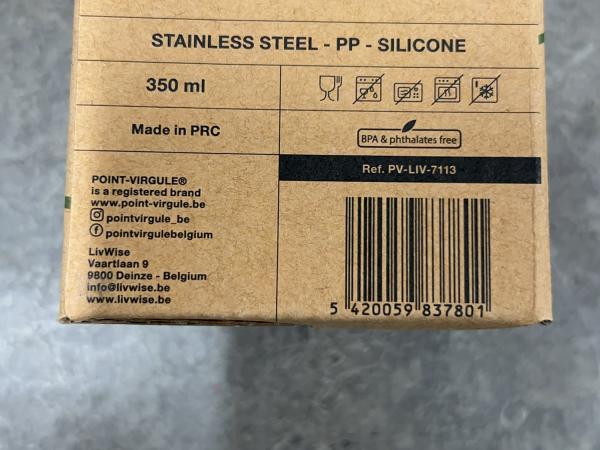 STAINLESS STEEL - PP - SILICONE
350 ml
Made in PRC
BPA & phthalates free
Ref. PV-LIV-7113
POINT-VIRGULE®
is a registered brand
www.point-virgule.be
pointvirgule_be
pointvirgulebelgium
LivWise
Vaartlaan 9
9800 Deinze - Belgium
info@livwise.be
www.livwise.be
5 420059 837801